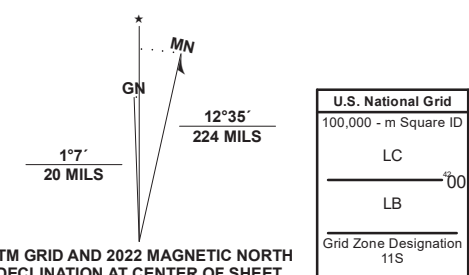 ★
MN
GN
12°35´
224 MILS
1°7´
20 MILS
TM GRID AND 2022 MAGNETIC NORTH
DECLINATION AT CENTER OF SHEET
U.S. National Grid
100,000 - m Square ID
LC
4200
LB
Grid Zone Designation
11S